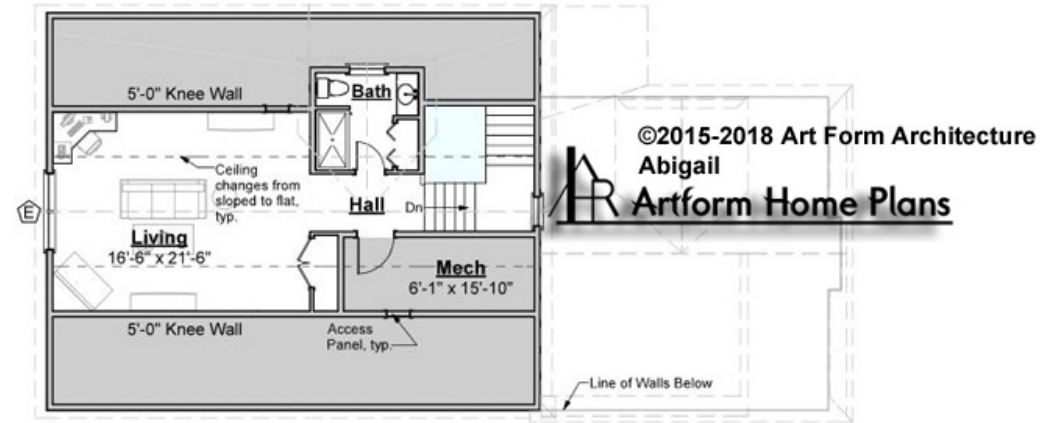 5'-0" Knee Wall
Bath
©2015-2018 Art Form Architecture
Abigail
AR Artform Home Plans
Ceiling
changes from
sloped to flat,
typ.
E
Hall
Dn
Living
16'-6" x 21'-6"
Mech
6'-1" x 15'-10"
5'-0" Knee Wall
Access
Panel, typ.
Line of Walls Below